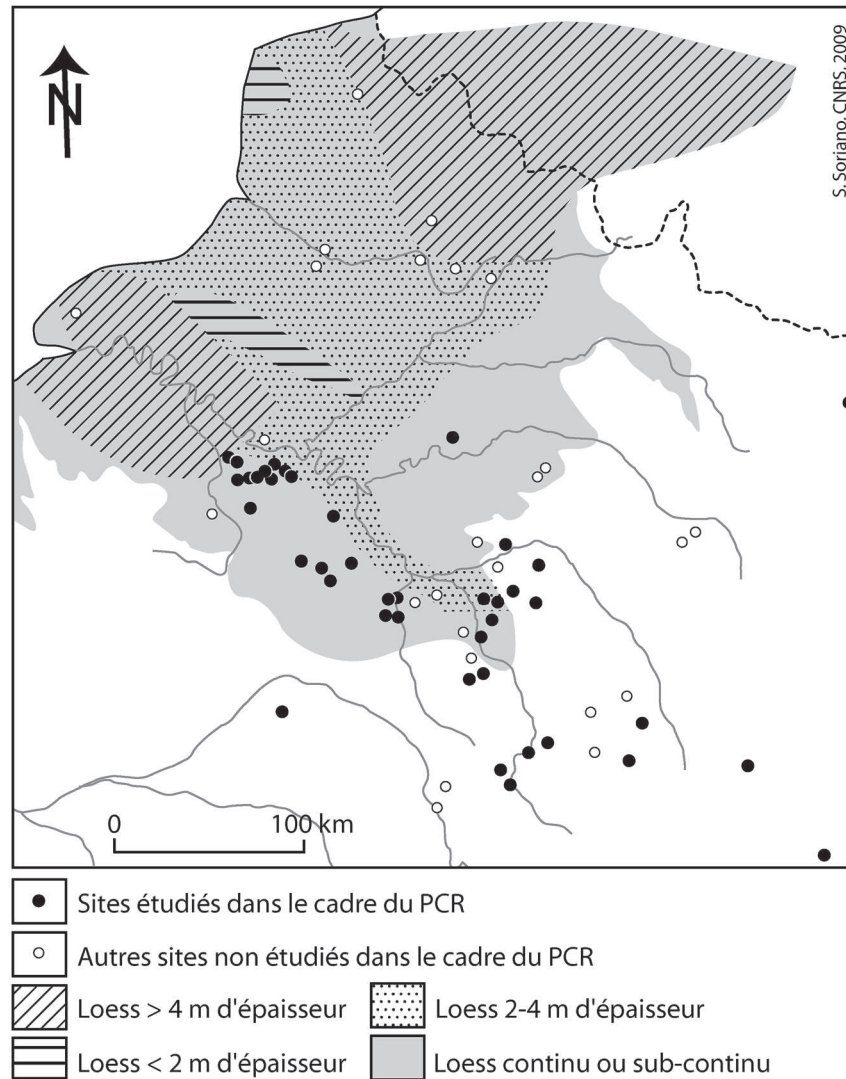 S. Soriano, CNRS, 2009
N
0 100 km
Sites étudiés dans le cadre du PCR
Autres sites non étudiés dans le cadre du PCR
Loess > 4 m d'épaisseur
Loess 2-4 m d'épaisseur
Loess < 2 m d'épaisseur
Loess continu ou sub-continu